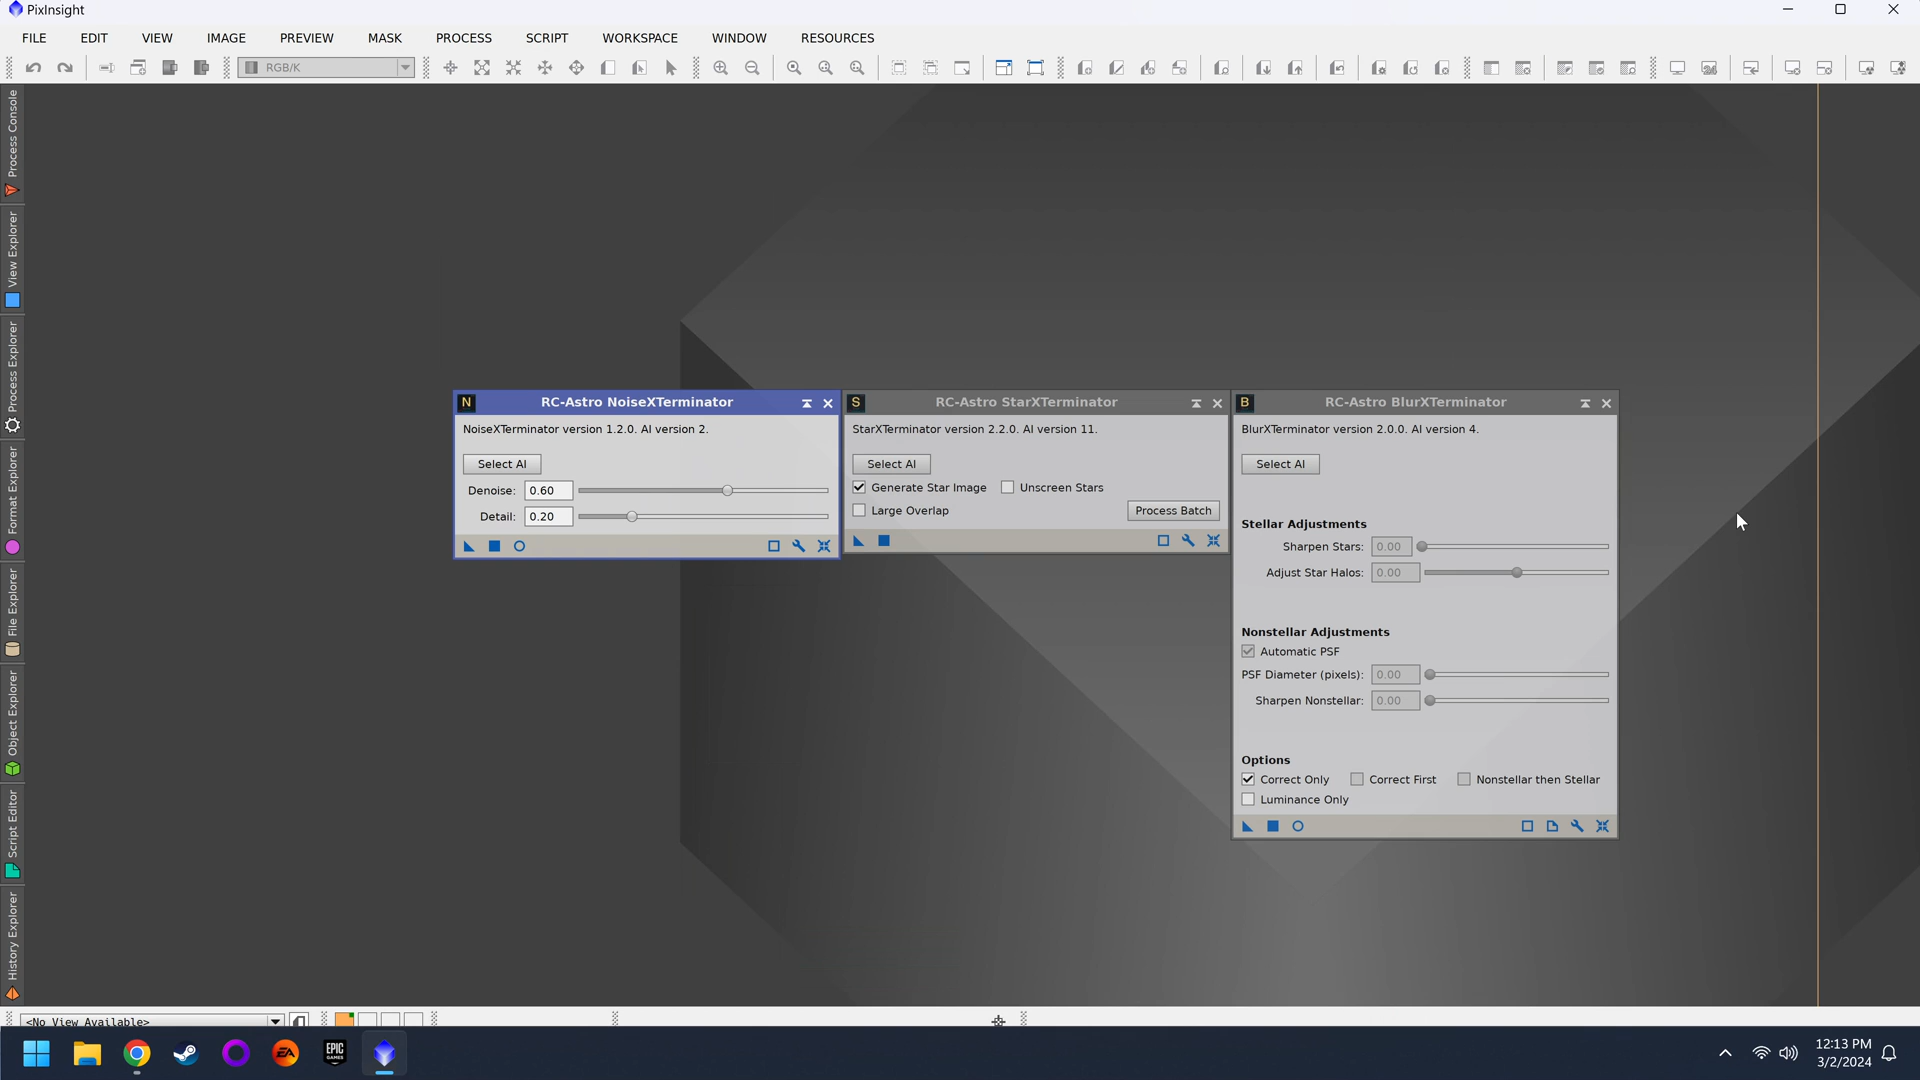 PixInsight
FILE EDIT VIEW IMAGE PREVIEW MASK PROCESS SCRIPT WORKSPACE WINDOW RESOURCES
RGB/K
Process Console
View Explorer
Process Explorer
Format Explorer
File Explorer
Object Explorer
Script Editor
History Explorer
N RC-Astro NoiseXTerminator
NoiseXTerminator version 1.2.0. AI version 2.
Select AI
Denoise: 0.60
Detail: 0.20
S RC-Astro StarXTerminator
StarXTerminator version 2.2.0. AI version 11.
Select AI
Generate Star Image Unscreen Stars
Large Overlap Process Batch
B RC-Astro BlurXTerminator
BlurXTerminator version 2.0.0. AI version 4.
Select AI
Stellar Adjustments
Sharpen Stars: 0.00
Adjust Star Halos: 0.00
Nonstellar Adjustments
Automatic PSF
PSF Diameter (pixels): 0.00
Sharpen Nonstellar: 0.00
Options
Correct Only Correct First Nonstellar then Stellar
Luminance Only
<No View Available>
EA
EPIC
GAMES
12:13 PM
3/2/2024